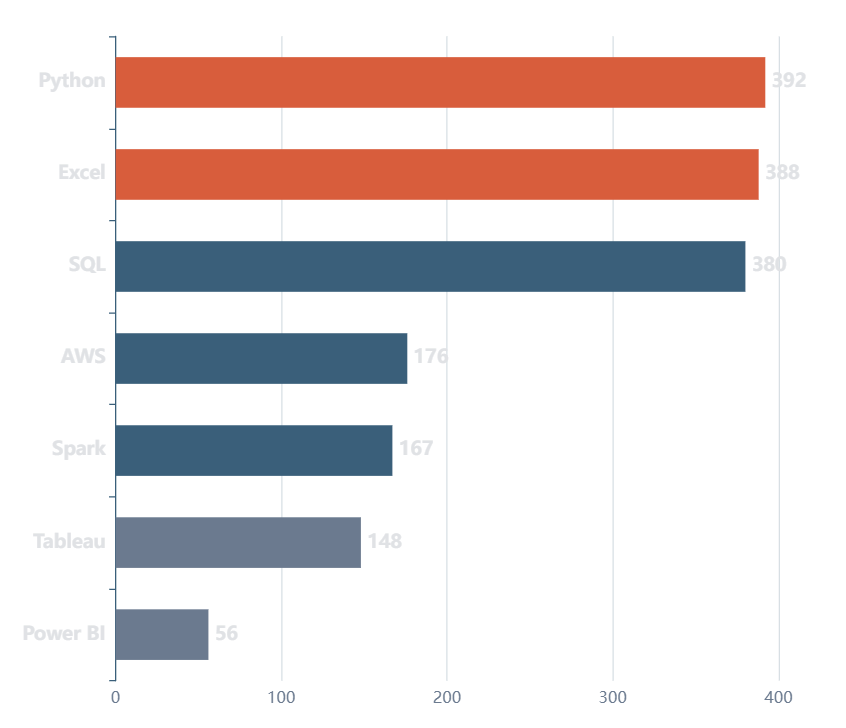 Python 392
Excel 388
SQL 380
AWS 176
Spark 167
Tableau 148
Power BI 56
0 100 200 300 400